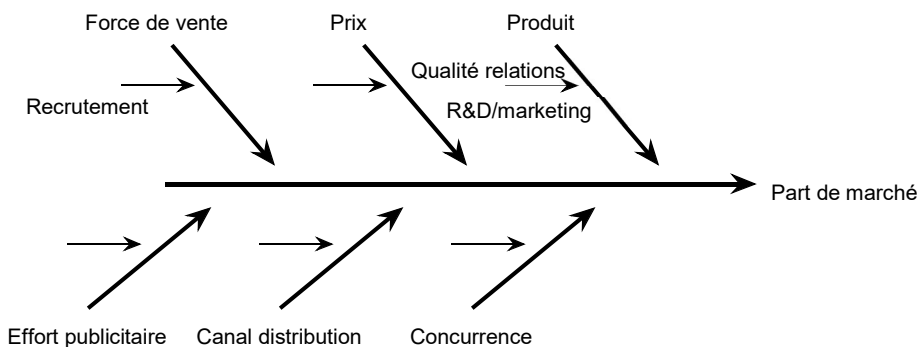 Force de vente
Prix
Produit
Qualité relations
R&D/marketing
Recrutement
Part de marché
Effort publicitaire
Canal distribution
Concurrence